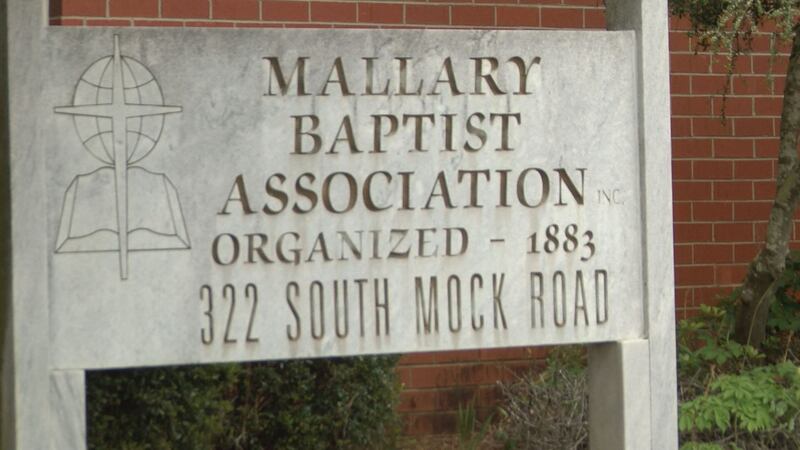 MALLARY
BAPTIST
ASSOCIATION INC.
ORGANIZED - 1883
322 SOUTH MOCK ROAD